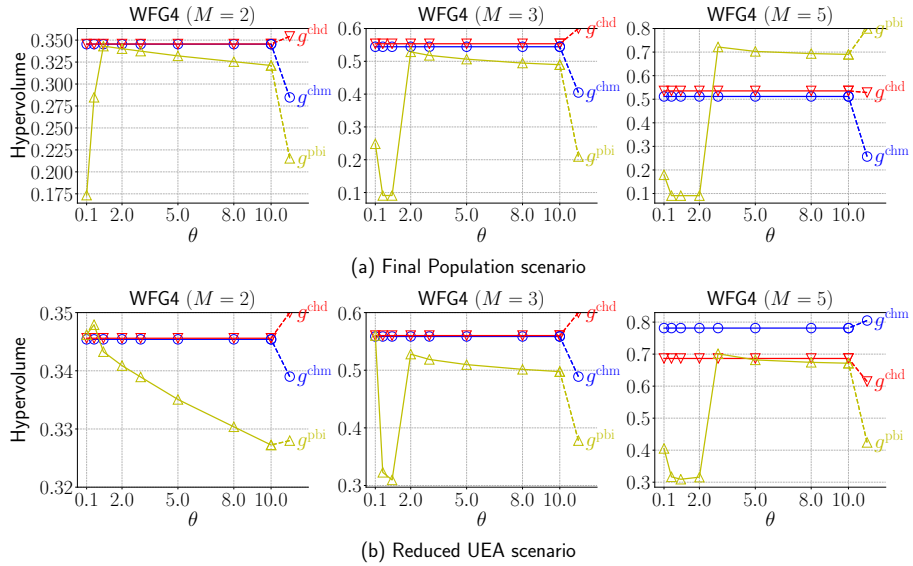 WFG4 (M = 2)
Hypervolume
0.350
0.325
0.300
0.275
0.250
0.225
0.200
0.175
0.1
2.0
5.0
8.0
10.0
θ
g^chd
g^chm
g^pbi
WFG4 (M = 3)
0.6
0.5
0.4
0.3
0.2
0.1
0.1
2.0
5.0
8.0
10.0
θ
g^chd
g^chm
g^pbi
WFG4 (M = 5)
0.8
0.7
0.6
0.5
0.4
0.3
0.2
0.1
0.1
2.0
5.0
8.0
10.0
θ
g^pbi
g^chd
g^chm
(a) Final Population scenario
WFG4 (M = 2)
Hypervolume
0.35
0.34
0.33
0.32
0.1
2.0
5.0
8.0
10.0
θ
g^chd
g^chm
g^pbi
WFG4 (M = 3)
0.6
0.5
0.4
0.3
0.1
2.0
5.0
8.0
10.0
θ
g^chd
g^chm
g^pbi
WFG4 (M = 5)
0.8
0.7
0.6
0.5
0.4
0.3
0.1
2.0
5.0
8.0
10.0
θ
g^chm
g^chd
g^pbi
(b) Reduced UEA scenario